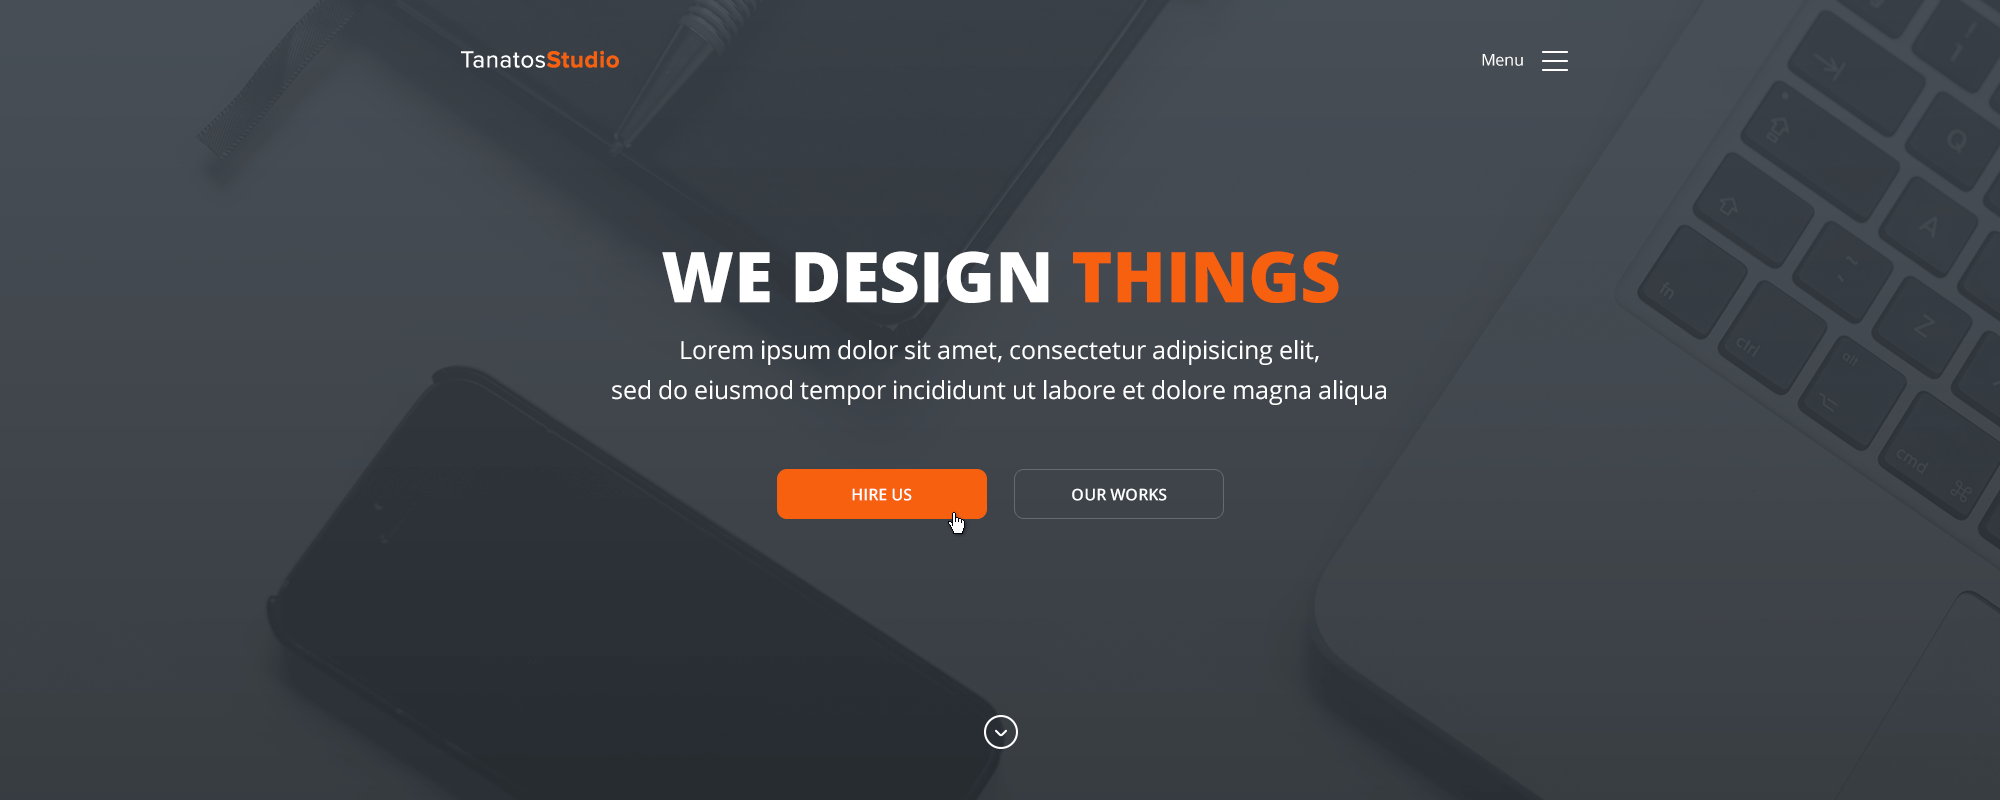 TanatosStudio
Menu
WE DESIGN THINGS
Lorem ipsum dolor sit amet, consectetur adipisicing elit,
sed do eiusmod tempor incididunt ut labore et dolore magna aliqua
HIRE US
OUR WORKS
Q
A
Z
fn
ctrl
alt
cmd